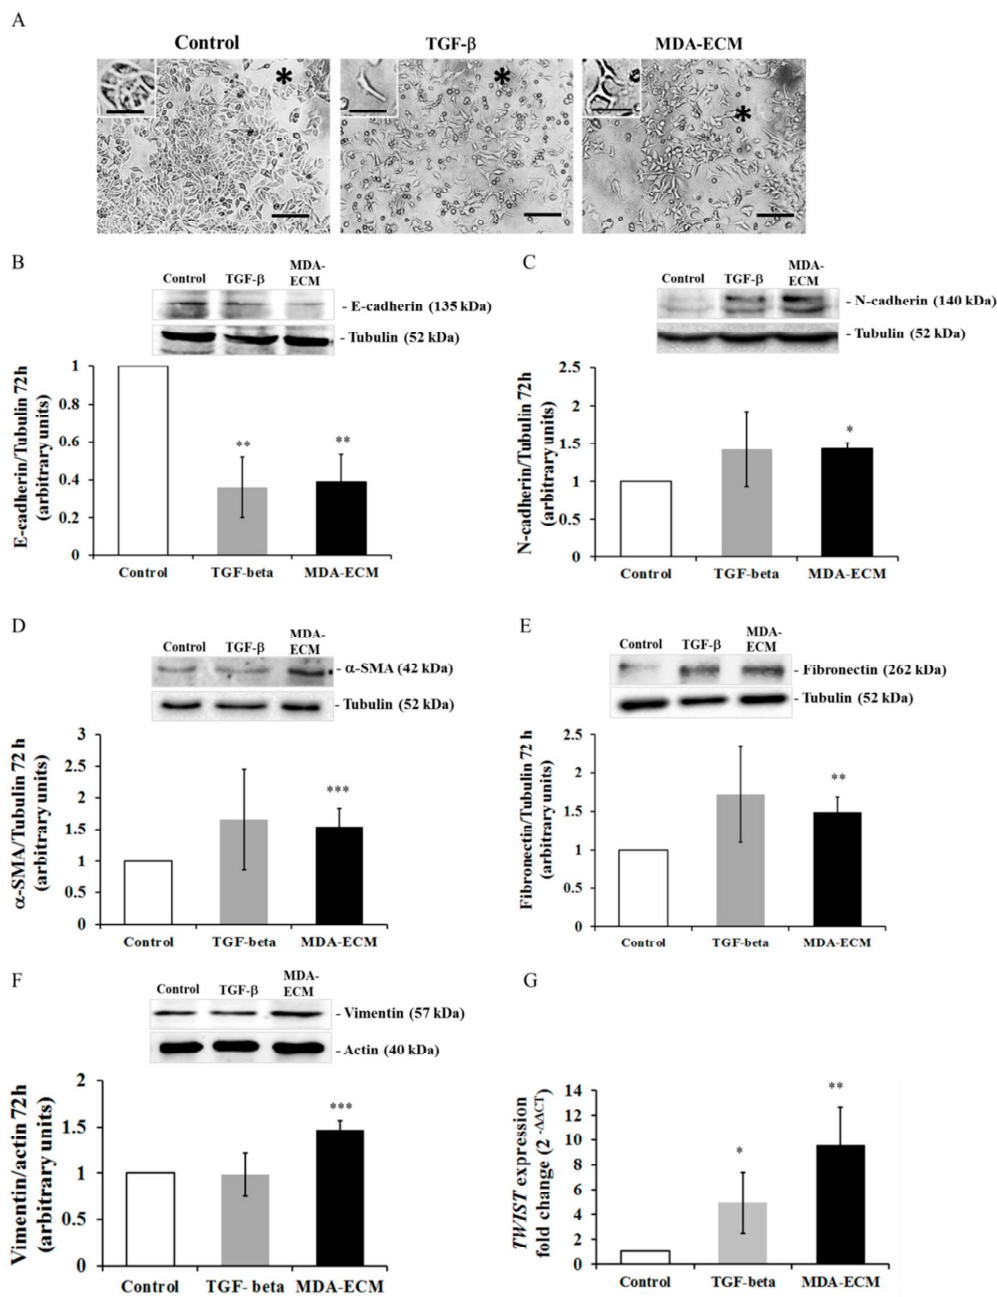 A
Control
TGF-β
MDA-ECM
*
*
*
B
Control
TGF-β
MDA-
ECM
- E-cadherin (135 kDa)
- Tubulin (52 kDa)
E-cadherin/Tubulin 72h
(arbitrary units)
1
0.8
0.6
0.4
0.2
0
**
**
Control
TGF-beta
MDA-ECM
C
Control
TGF-β
MDA-
ECM
- N-cadherin (140 kDa)
- Tubulin (52 kDa)
N-cadherin/Tubulin 72h
(arbitrary units)
2.5
2
1.5
1
0.5
0
*
Control
TGF-beta
MDA-ECM
D
Control
TGF-β
MDA-
ECM
- α-SMA (42 kDa)
- Tubulin (52 kDa)
α-SMA/Tubulin 72 h
(arbitrary units)
3
2.5
2
1.5
1
0.5
0
***
Control
TGF-beta
MDA-ECM
E
Control
TGF-β
MDA-
ECM
- Fibronectin (262 kDa)
- Tubulin (52 kDa)
Fibronectin/Tubulin 72 h
(arbitrary units)
2.5
2
1.5
1
0.5
0
**
Control
TGF-beta
MDA-ECM
F
Control
TGF-β
MDA-
ECM
- Vimentin (57 kDa)
- Actin (40 kDa)
Vimentin/actin 72h
(arbitrary units)
2
1.5
1
0.5
0
***
Control
TGF- beta
MDA-ECM
G
TWIST expression
fold change (2 -ΔΔCT)
14
12
10
8
6
4
2
0
*
**
Control
TGF-beta
MDA-ECM